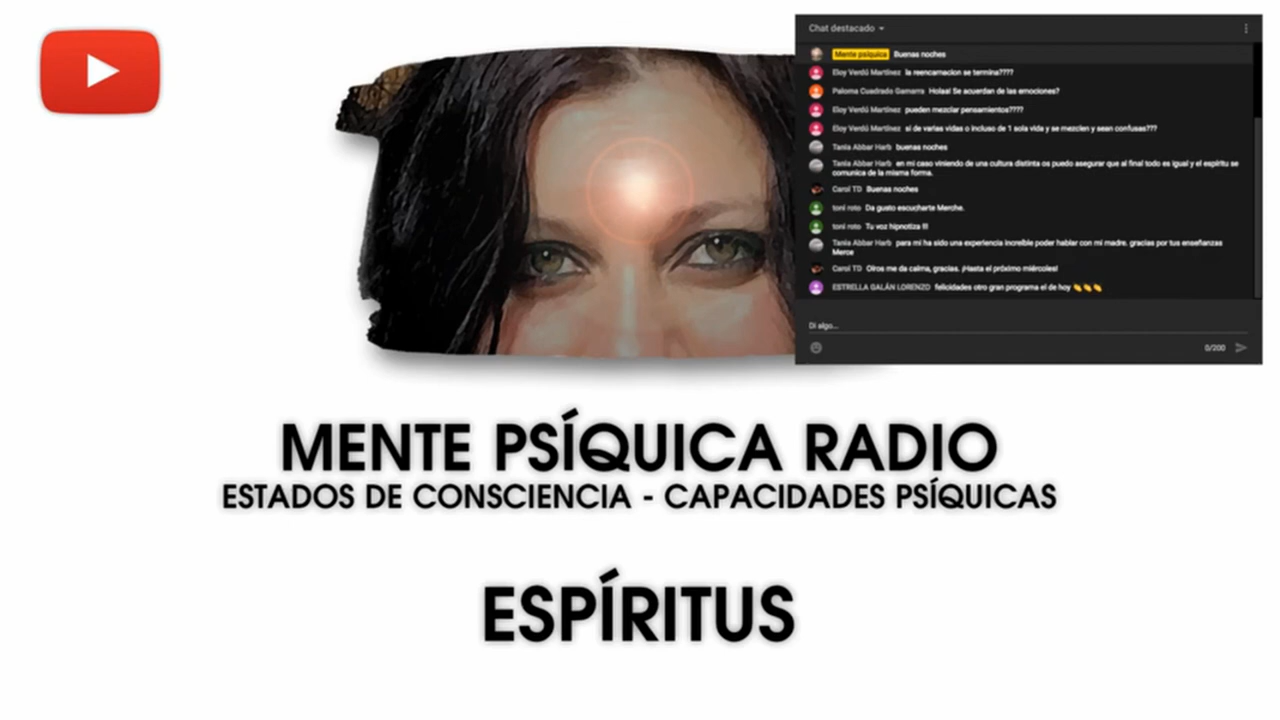 Chat destacado
Mente psíquica Buenas noches
Eloy Verdú Martínez la reencarnacion se termina????
Paloma Cuadrado Gamarra Holaa! Se acuerdan de las emociones?
Eloy Verdú Martínez pueden mezclar pensamientos????
Eloy Verdú Martínez si de varias vidas o incluso de 1 sola vida y se mezclen y sean confusas???
Tania Abbar Harb buenas noches
Tania Abbar Harb en mi caso viniendo de una cultura distinta os puedo asegurar que al final todo es igual y el espíritu se
comunica de la misma forma.
Carol TD Buenas noches
toni roto Da gusto escucharte Merche.
toni roto Tu voz hipnotiza !!!
Tania Abbar Harb para mi ha sido una experiencia increíble poder hablar con mi madre. gracias por tus enseñanzas
Merce
Carol TD Oiros me da calma, gracias. ¡Hasta el próximo miércoles!
ESTRELLA GALÁN LORENZO felicidades otro gran programa el de hoy 👏👏👏
Di algo...
0/200
MENTE PSÍQUICA RADIO
ESTADOS DE CONSCIENCIA - CAPACIDADES PSÍQUICAS
ESPÍRITUS